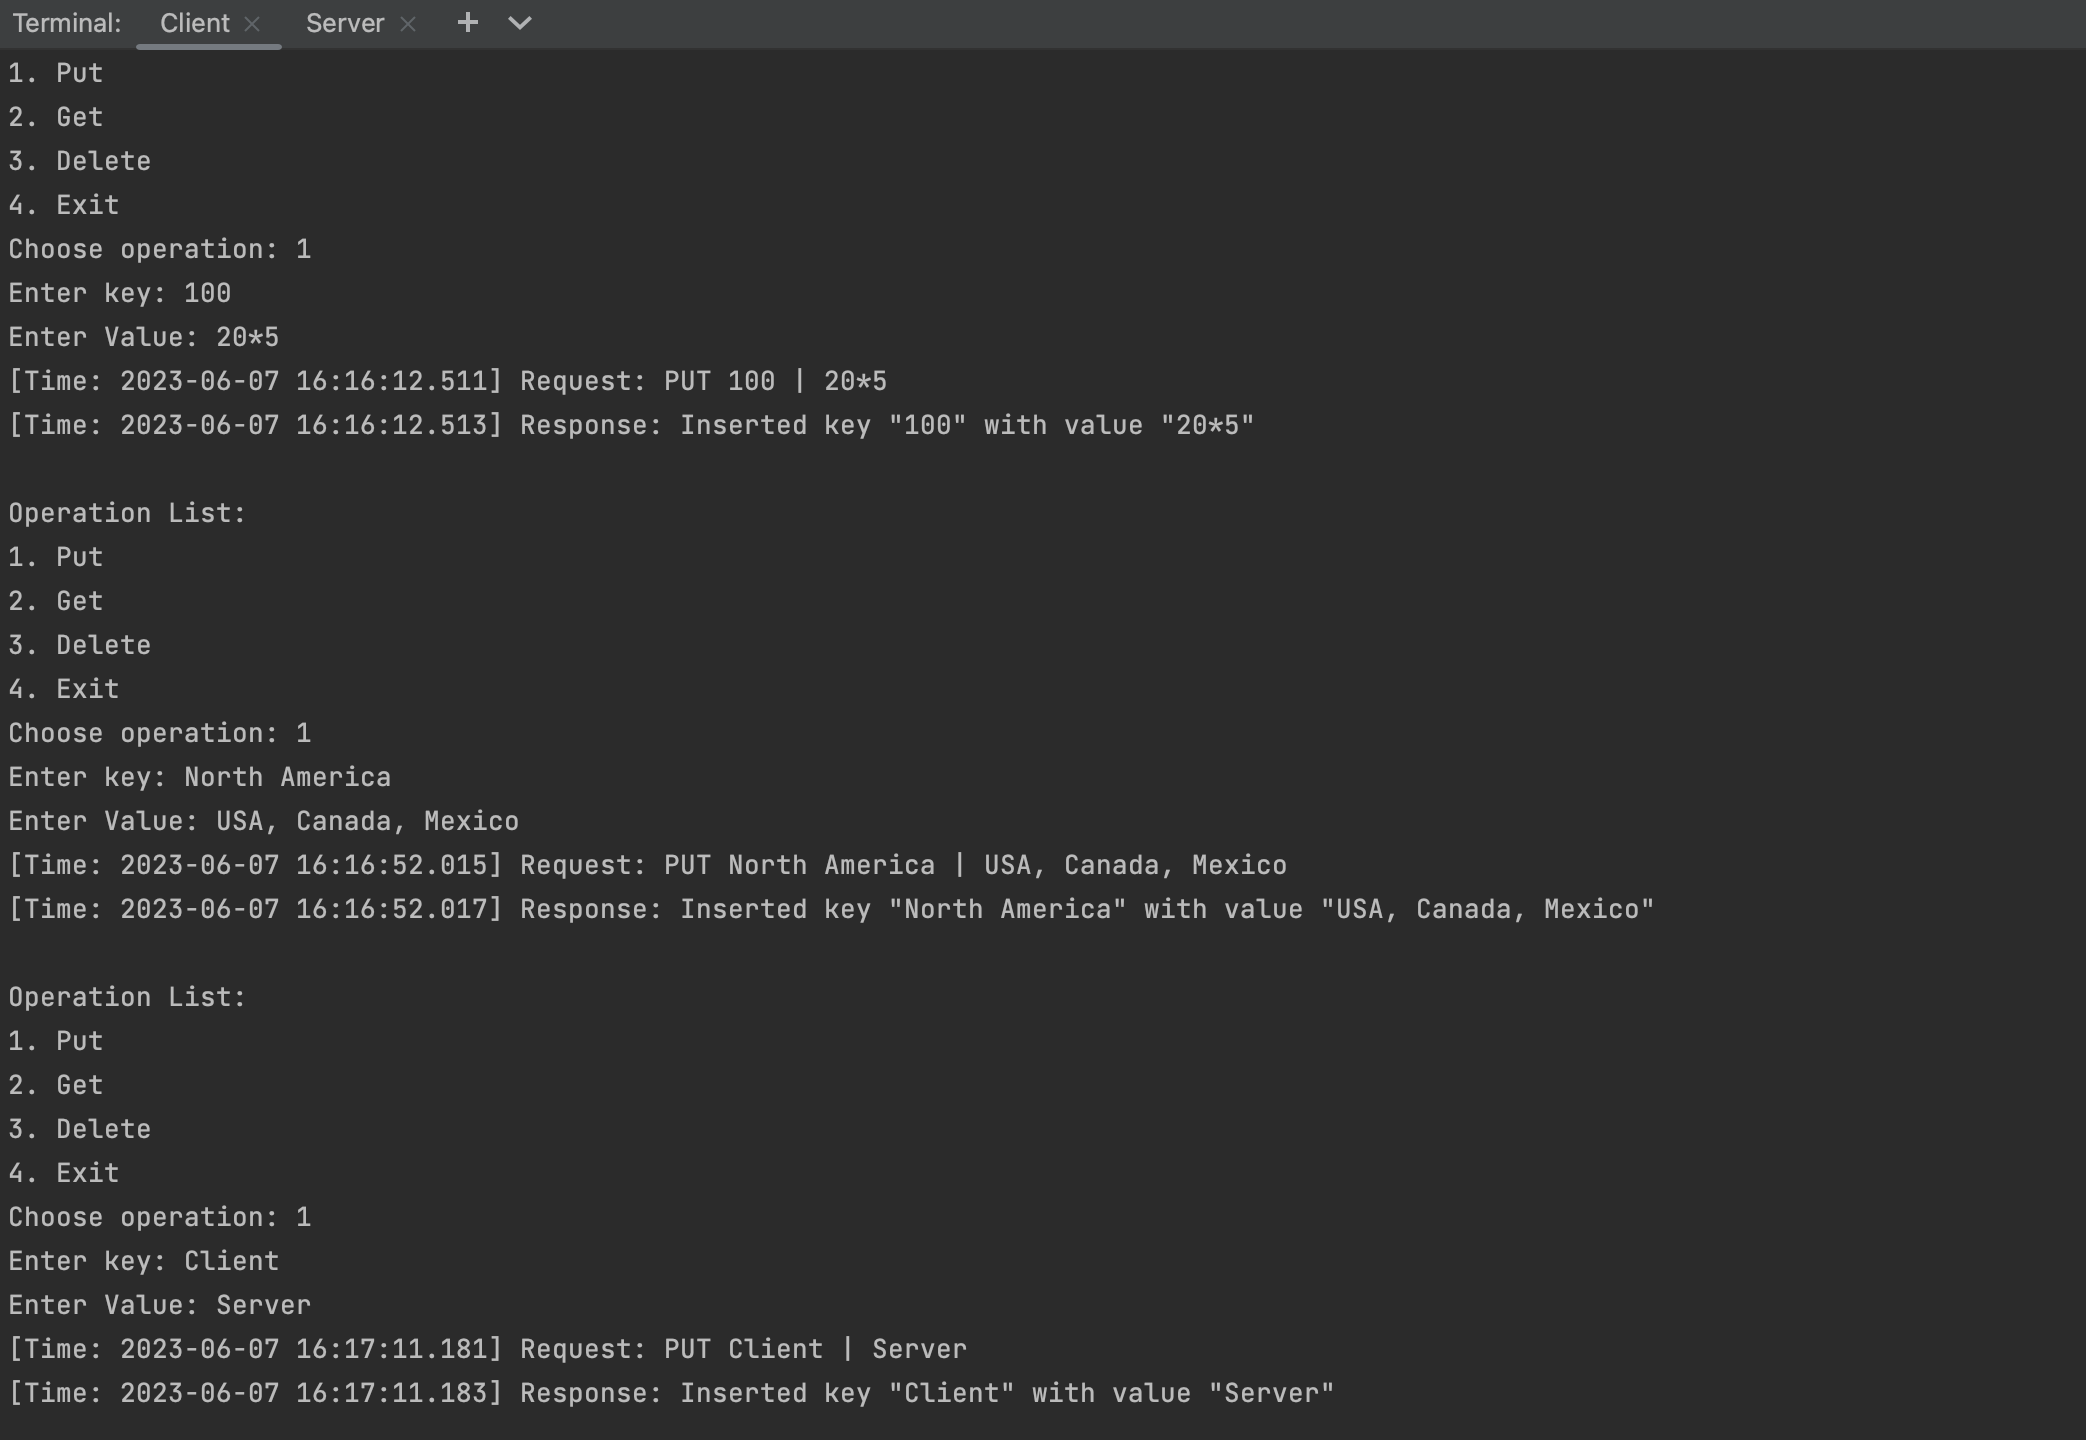 Terminal: Client Server
1. Put
2. Get
3. Delete
4. Exit
Choose operation: 1
Enter key: 100
Enter Value: 20*5
[Time: 2023-06-07 16:16:12.511] Request: PUT 100 | 20*5
[Time: 2023-06-07 16:16:12.513] Response: Inserted key "100" with value "20*5"
Operation List:
1. Put
2. Get
3. Delete
4. Exit
Choose operation: 1
Enter key: North America
Enter Value: USA, Canada, Mexico
[Time: 2023-06-07 16:16:52.015] Request: PUT North America | USA, Canada, Mexico
[Time: 2023-06-07 16:16:52.017] Response: Inserted key "North America" with value "USA, Canada, Mexico"
Operation List:
1. Put
2. Get
3. Delete
4. Exit
Choose operation: 1
Enter key: Client
Enter Value: Server
[Time: 2023-06-07 16:17:11.181] Request: PUT Client | Server
[Time: 2023-06-07 16:17:11.183] Response: Inserted key "Client" with value "Server"